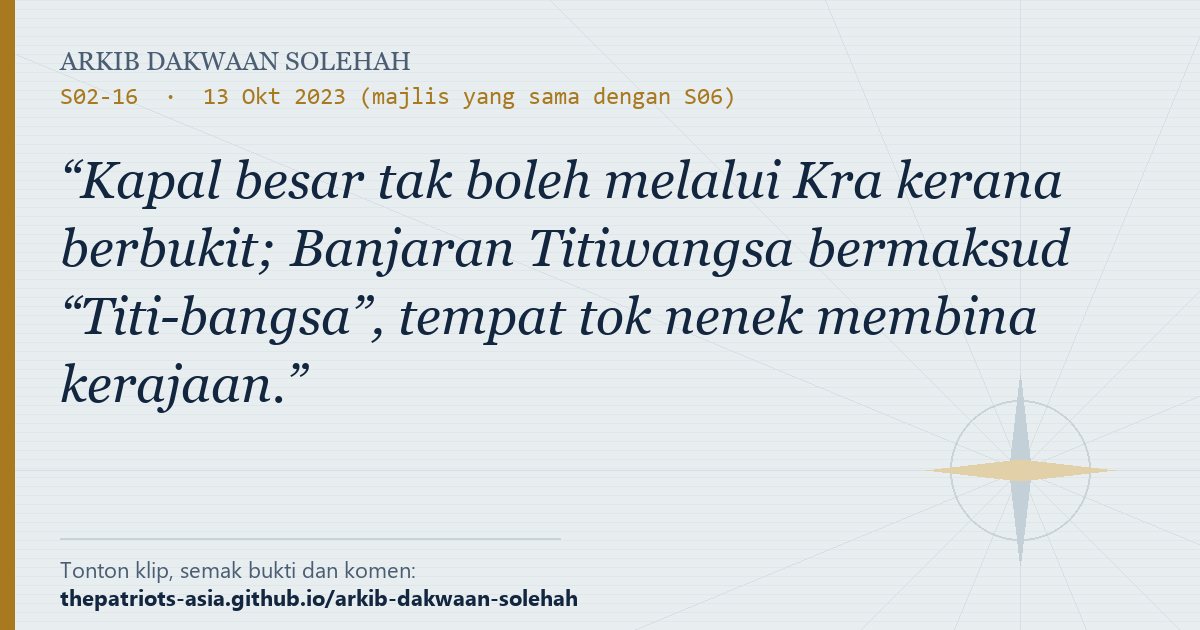 ARKIB DAKWAAN SOLEHAH
S02-16 · 13 Okt 2023 (majlis yang sama dengan S06)
“Kapal besar tak boleh melalui Kra kerana
berbukit; Banjaran Titiwangsa bermaksud
“Titi-bangsa”, tempat tok nenek membina
kerajaan.”
Tonton klip, semak bukti dan komen:
thepatriots-asia.github.io/arkib-dakwaan-solehah